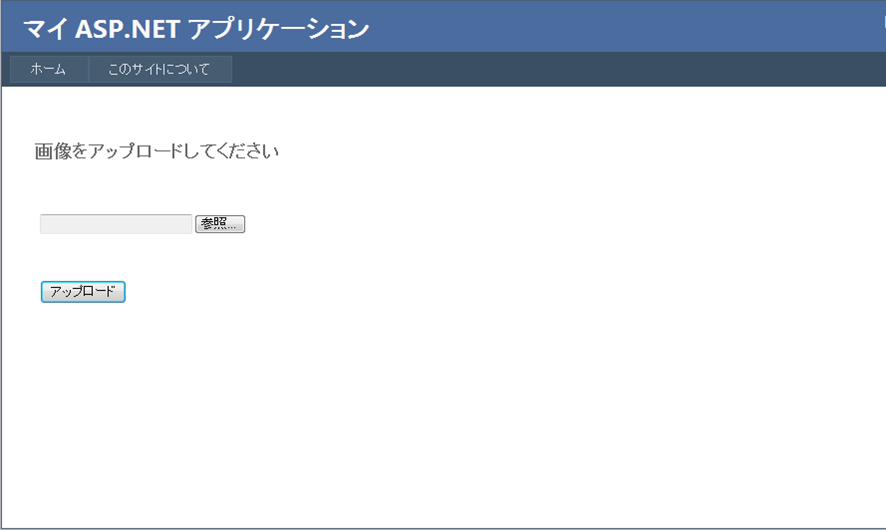 マイ ASP.NET アプリケーション
ホーム
このサイトについて
画像をアップロードしてください
参照...
アップロード